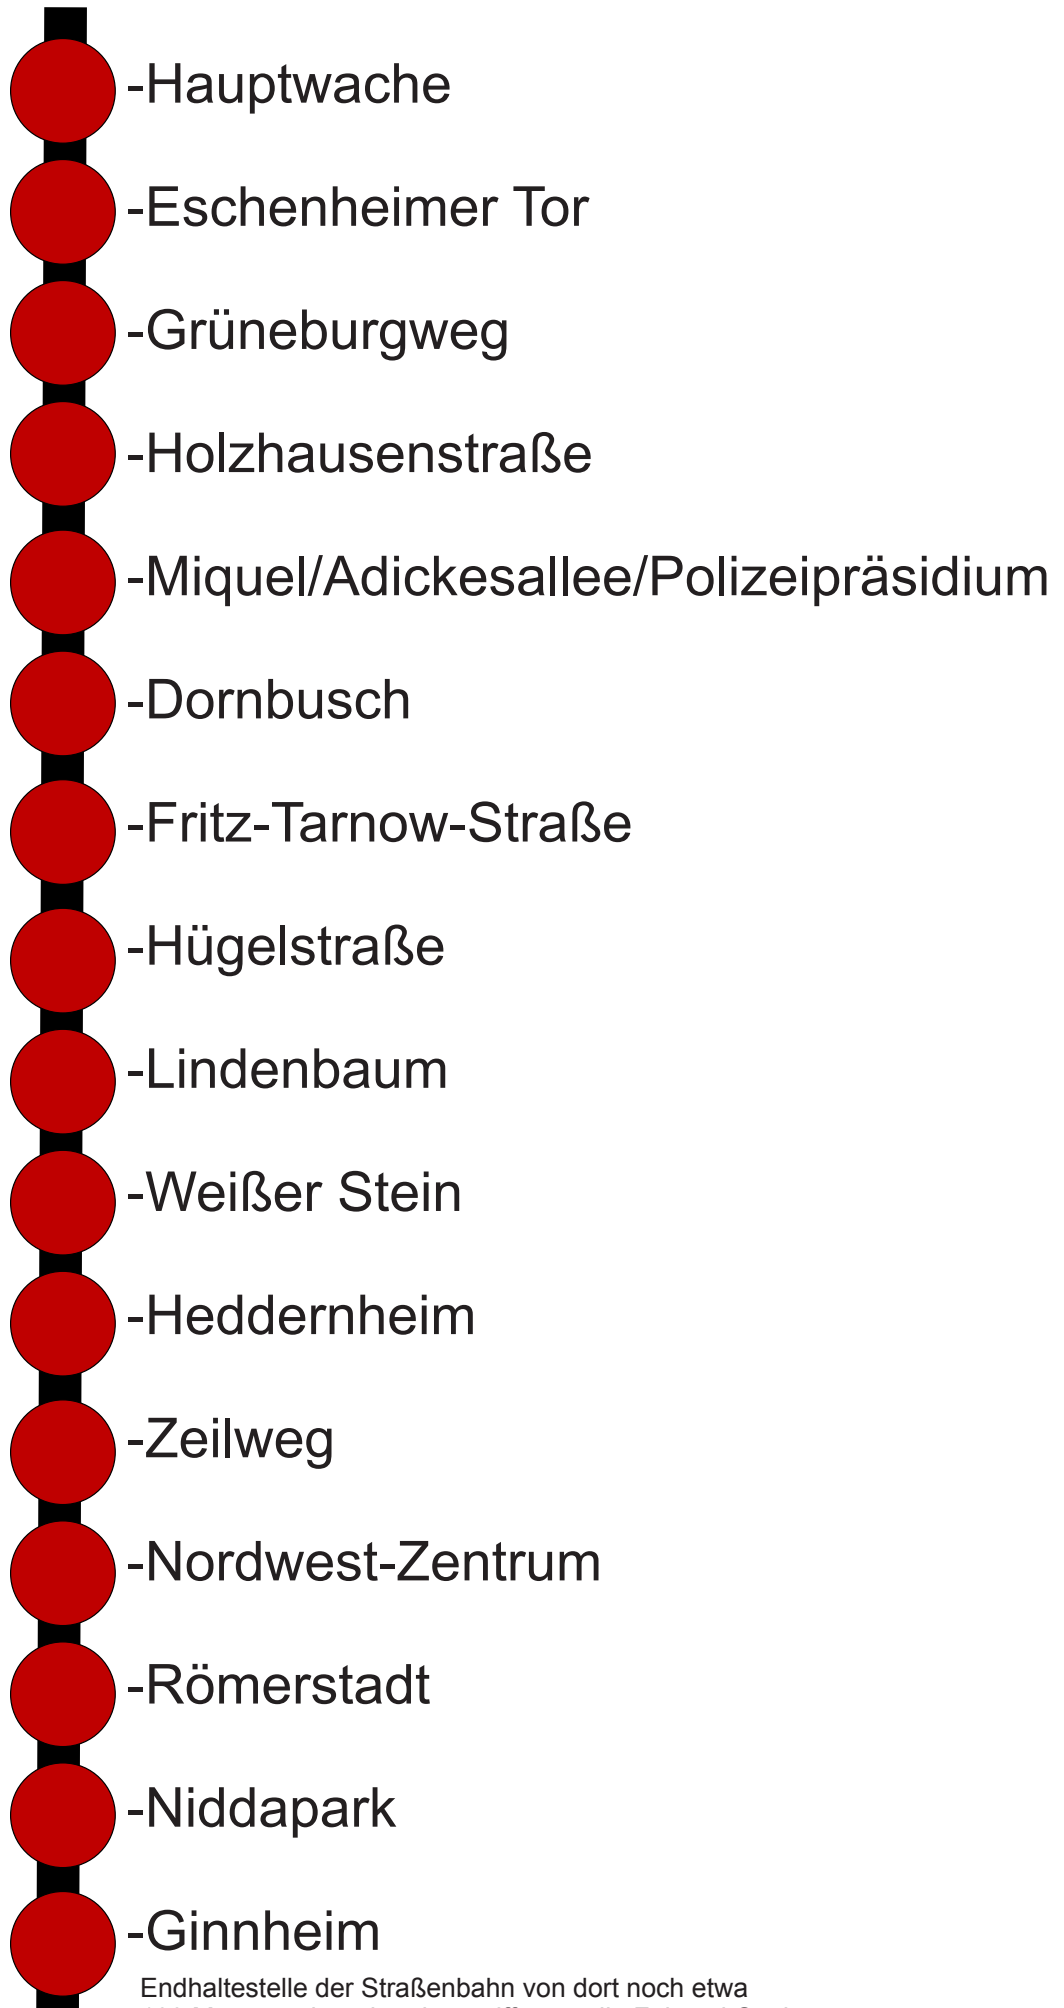 -Hauptwache
-Eschenheimer Tor
-Grüneburgweg
-Holzhausenstraße
-Miquel/Adickesallee/Polizeipräsidium
-Dornbusch
-Fritz-Tarnow-Straße
-Hügelstraße
-Lindenbaum
-Weißer Stein
-Heddernheim
-Zeilweg
-Nordwest-Zentrum
-Römerstadt
-Niddapark
-Ginnheim
Endhaltestelle der Straßenbahn von dort noch etwa